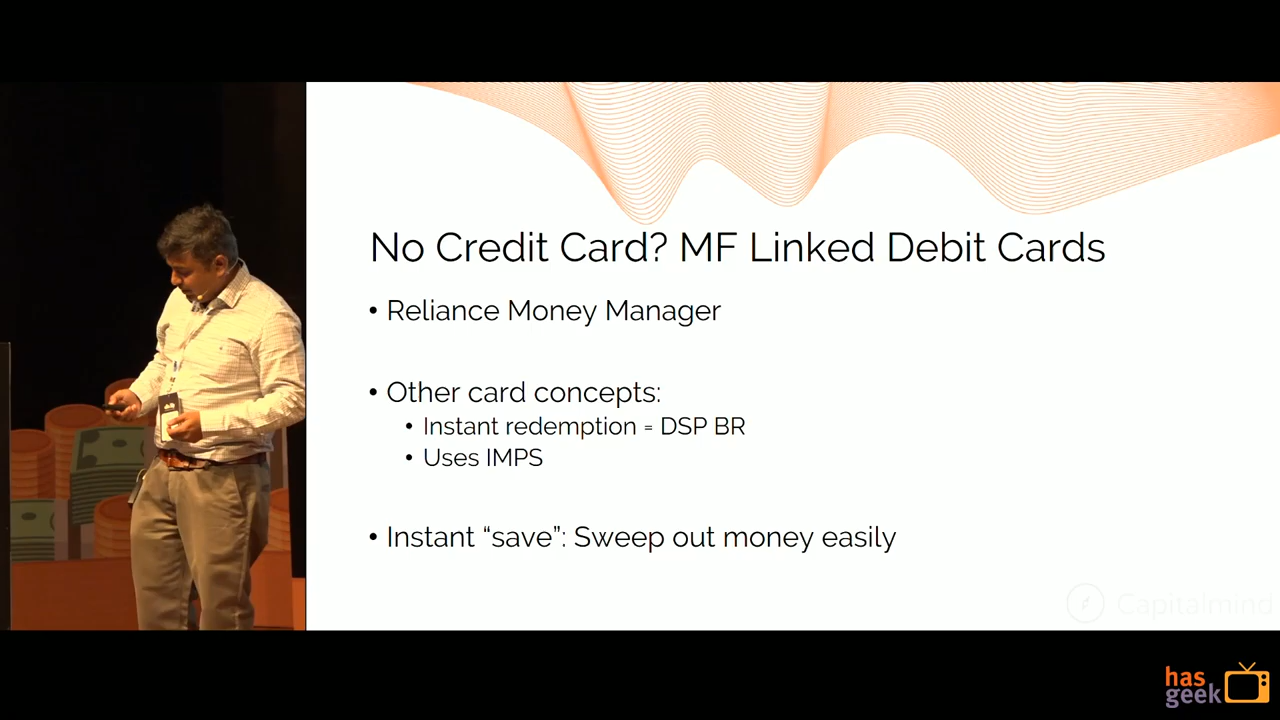 No Credit Card? MF Linked Debit Cards
• Reliance Money Manager
• Other card concepts:
• Instant redemption = DSP BR
• Uses IMPS
• Instant “save”: Sweep out money easily
Capitalmind
has
geek